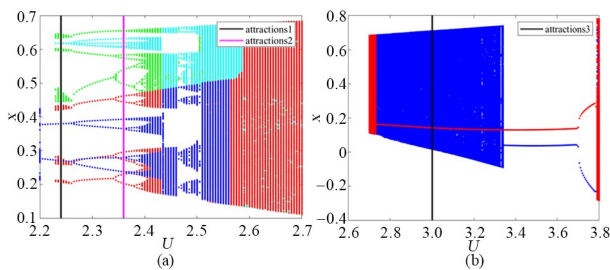 0.7
0.6
0.5
0.4
0.3
0.2
0.1
x
attractions1
attractions2
2.2 2.3 2.4 2.5 2.6 2.7
U
(a)
0.8
0.6
0.4
0.2
0
−0.2
−0.4
x
attractions3
2.6 2.8 3.0 3.2 3.4 3.6 3.8
U
(b)